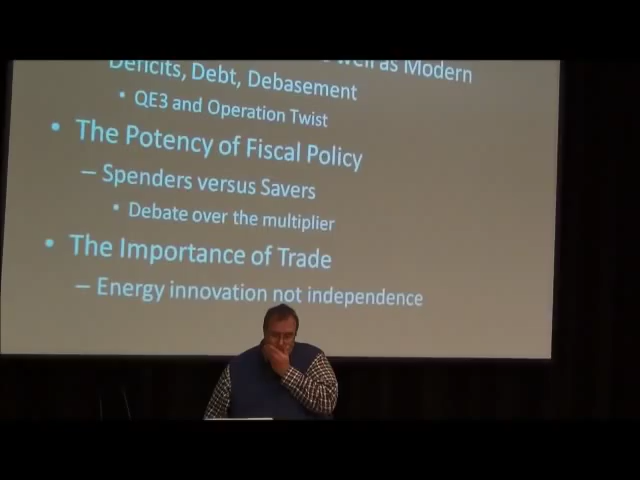 well as Modern
Deficits, Debt, Debasement
• QE3 and Operation Twist
• The Potency of Fiscal Policy
– Spenders versus Savers
• Debate over the multiplier
• The Importance of Trade
– Energy innovation not independence